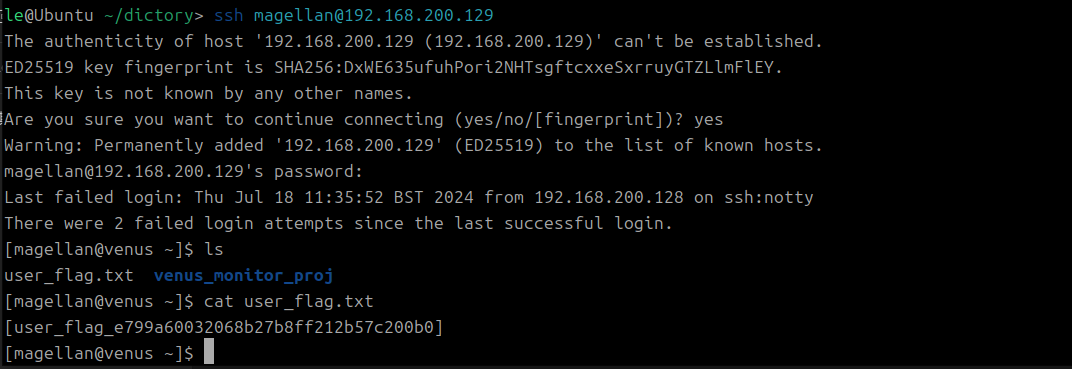 le@Ubuntu ~/dictory> ssh magellan@192.168.200.129
The authenticity of host '192.168.200.129 (192.168.200.129)' can't be established.
ED25519 key fingerprint is SHA256:DxWE635ufuhPori2NHTsgftcxxeSxrruyGTZLlmFlEY.
This key is not known by any other names.
Are you sure you want to continue connecting (yes/no/[fingerprint])? yes
Warning: Permanently added '192.168.200.129' (ED25519) to the list of known hosts.
magellan@192.168.200.129's password:
Last failed login: Thu Jul 18 11:35:52 BST 2024 from 192.168.200.128 on ssh:notty
There were 2 failed login attempts since the last successful login.
[magellan@venus ~]$ ls
user_flag.txt  venus_monitor_proj
[magellan@venus ~]$ cat user_flag.txt
[user_flag_e799a60032068b27b8ff212b57c200b0]
[magellan@venus ~]$